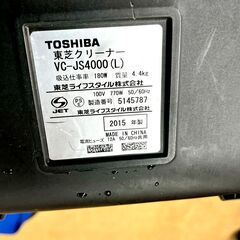 TOSHIBA
東芝クリーナー
VC-JS4000(L)
吸込仕事率 180W 質量 4.4kg
東芝ライフスタイル株式会社
100V 770W 50/60Hz
製造番号 5145787
東芝ライフスタイル株式会社
JET
PS
E
2015 年製
MADE IN CHINA